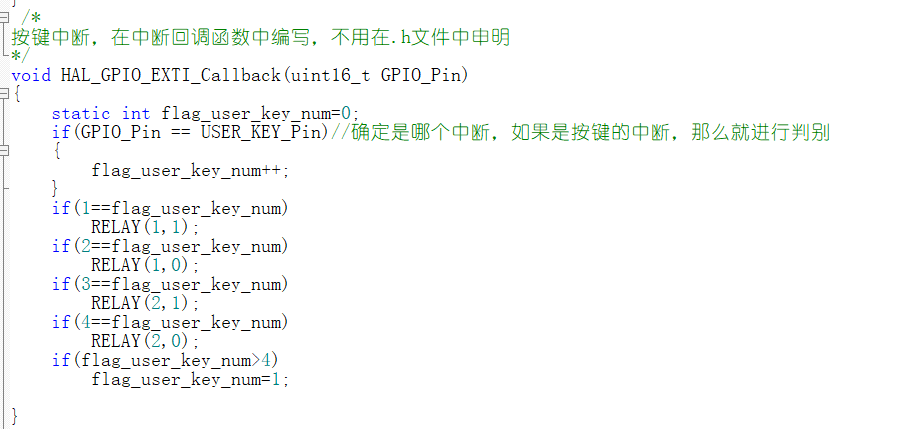 }
/*
按键中断，在中断回调函数中编写，不用在.h文件中申明
*/
void HAL_GPIO_EXTI_Callback(uint16_t GPIO_Pin)
{
    static int flag_user_key_num=0;
    if(GPIO_Pin == USER_KEY_Pin)//确定是哪个中断，如果是按键的中断，那么就进行判别
    {
        flag_user_key_num++;
    }
    if(1==flag_user_key_num)
        RELAY(1,1);
    if(2==flag_user_key_num)
        RELAY(1,0);
    if(3==flag_user_key_num)
        RELAY(2,1);
    if(4==flag_user_key_num)
        RELAY(2,0);
    if(flag_user_key_num>4)
        flag_user_key_num=1;
}